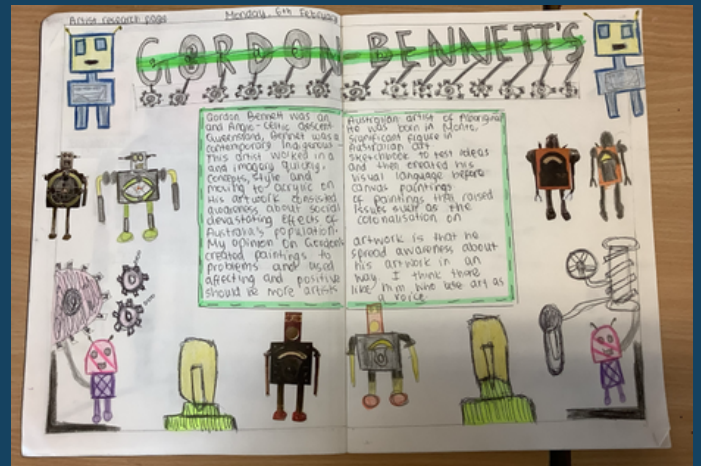 Artist research page Monday, 6th February
GORDON BENNETT'S
Gordon Bennett was an Australian artist of Aboriginal
and Anglo-Celtic descent. He was born in Monto,
Queensland, Bennet was a significant figure in
contemporary Indigenous-Australian art
This artist worked in a sketchbook to test ideas
and imagery quickly, and then created his
concepts, style and visual language before
moving to acrylic on canvas paintings
His artwork consisted of paintings that raised
awareness about social issues such as the
devastating effects of colonalisation on
Australia's population.
My opinion on Gordon's artwork is that he
created paintings to spread awareness about
problems and used his artwork in an
affecting and positive way. I think there
should be more artists like him who use art as
a voice.